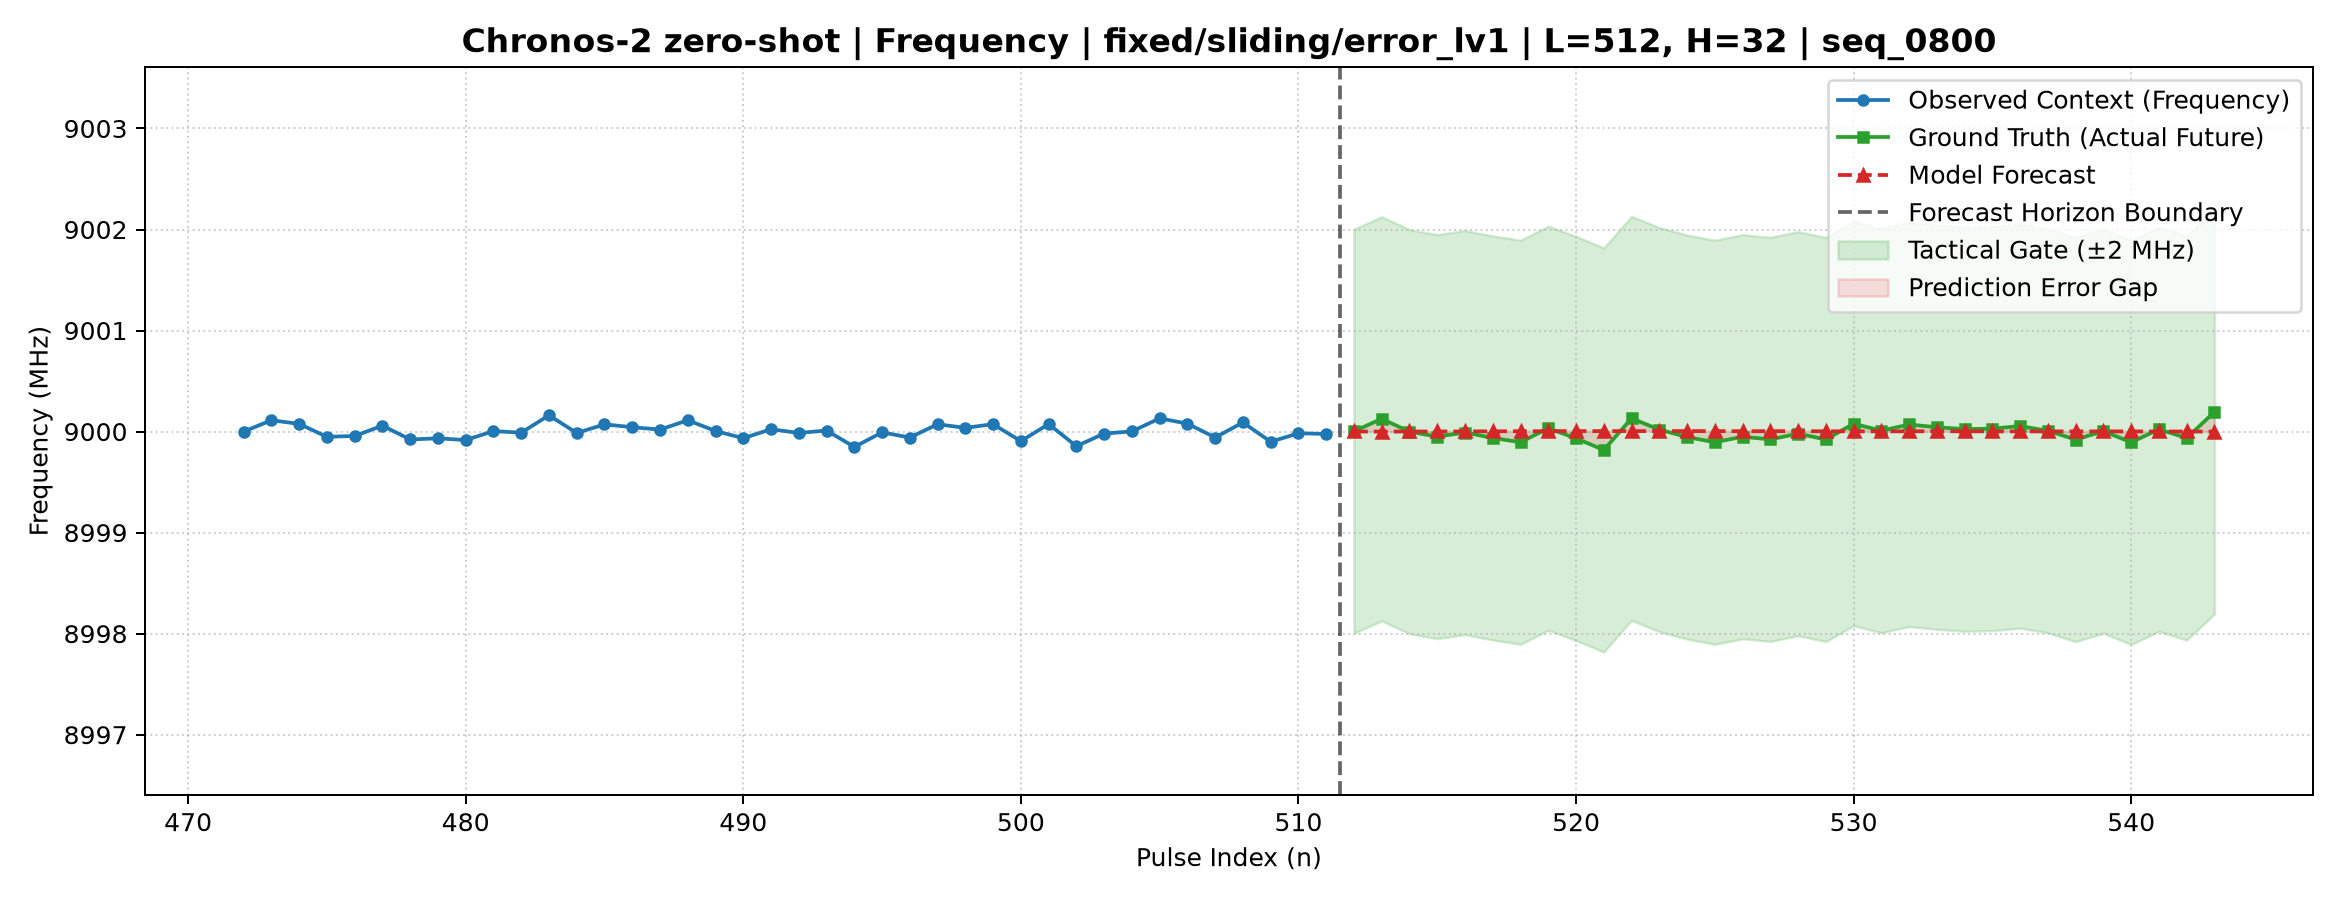 Chronos-2 zero-shot | Frequency | fixed/sliding/error_lv1 | L=512, H=32 | seq_0800
Observed Context (Frequency)
Ground Truth (Actual Future)
Model Forecast
Forecast Horizon Boundary
Tactical Gate (±2 MHz)
Prediction Error Gap
Frequency (MHz)
9003
9002
9001
9000
8999
8998
8997
470
480
490
500
510
520
530
540
Pulse Index (n)